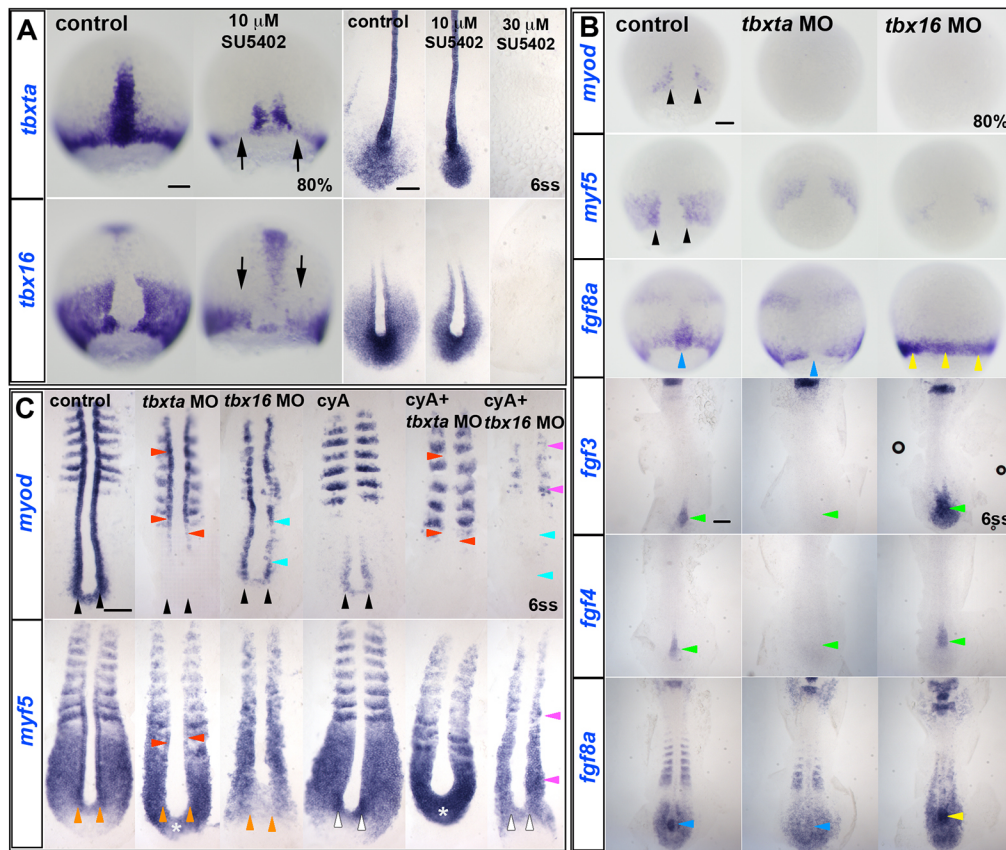 A
control
10 μM
SU5402
control
10 μM
SU5402
30 μM
SU5402
tbxta
80%
6ss
tbx16
B
control
tbxta MO
tbx16 MO
myod
80%
myf5
fgf8a
fgf3
6ss
fgf4
fgf8a
C
control
tbxta MO
tbx16 MO
cyA
cyA+
tbxta MO
cyA+
tbx16 MO
myod
6ss
myf5
*
*